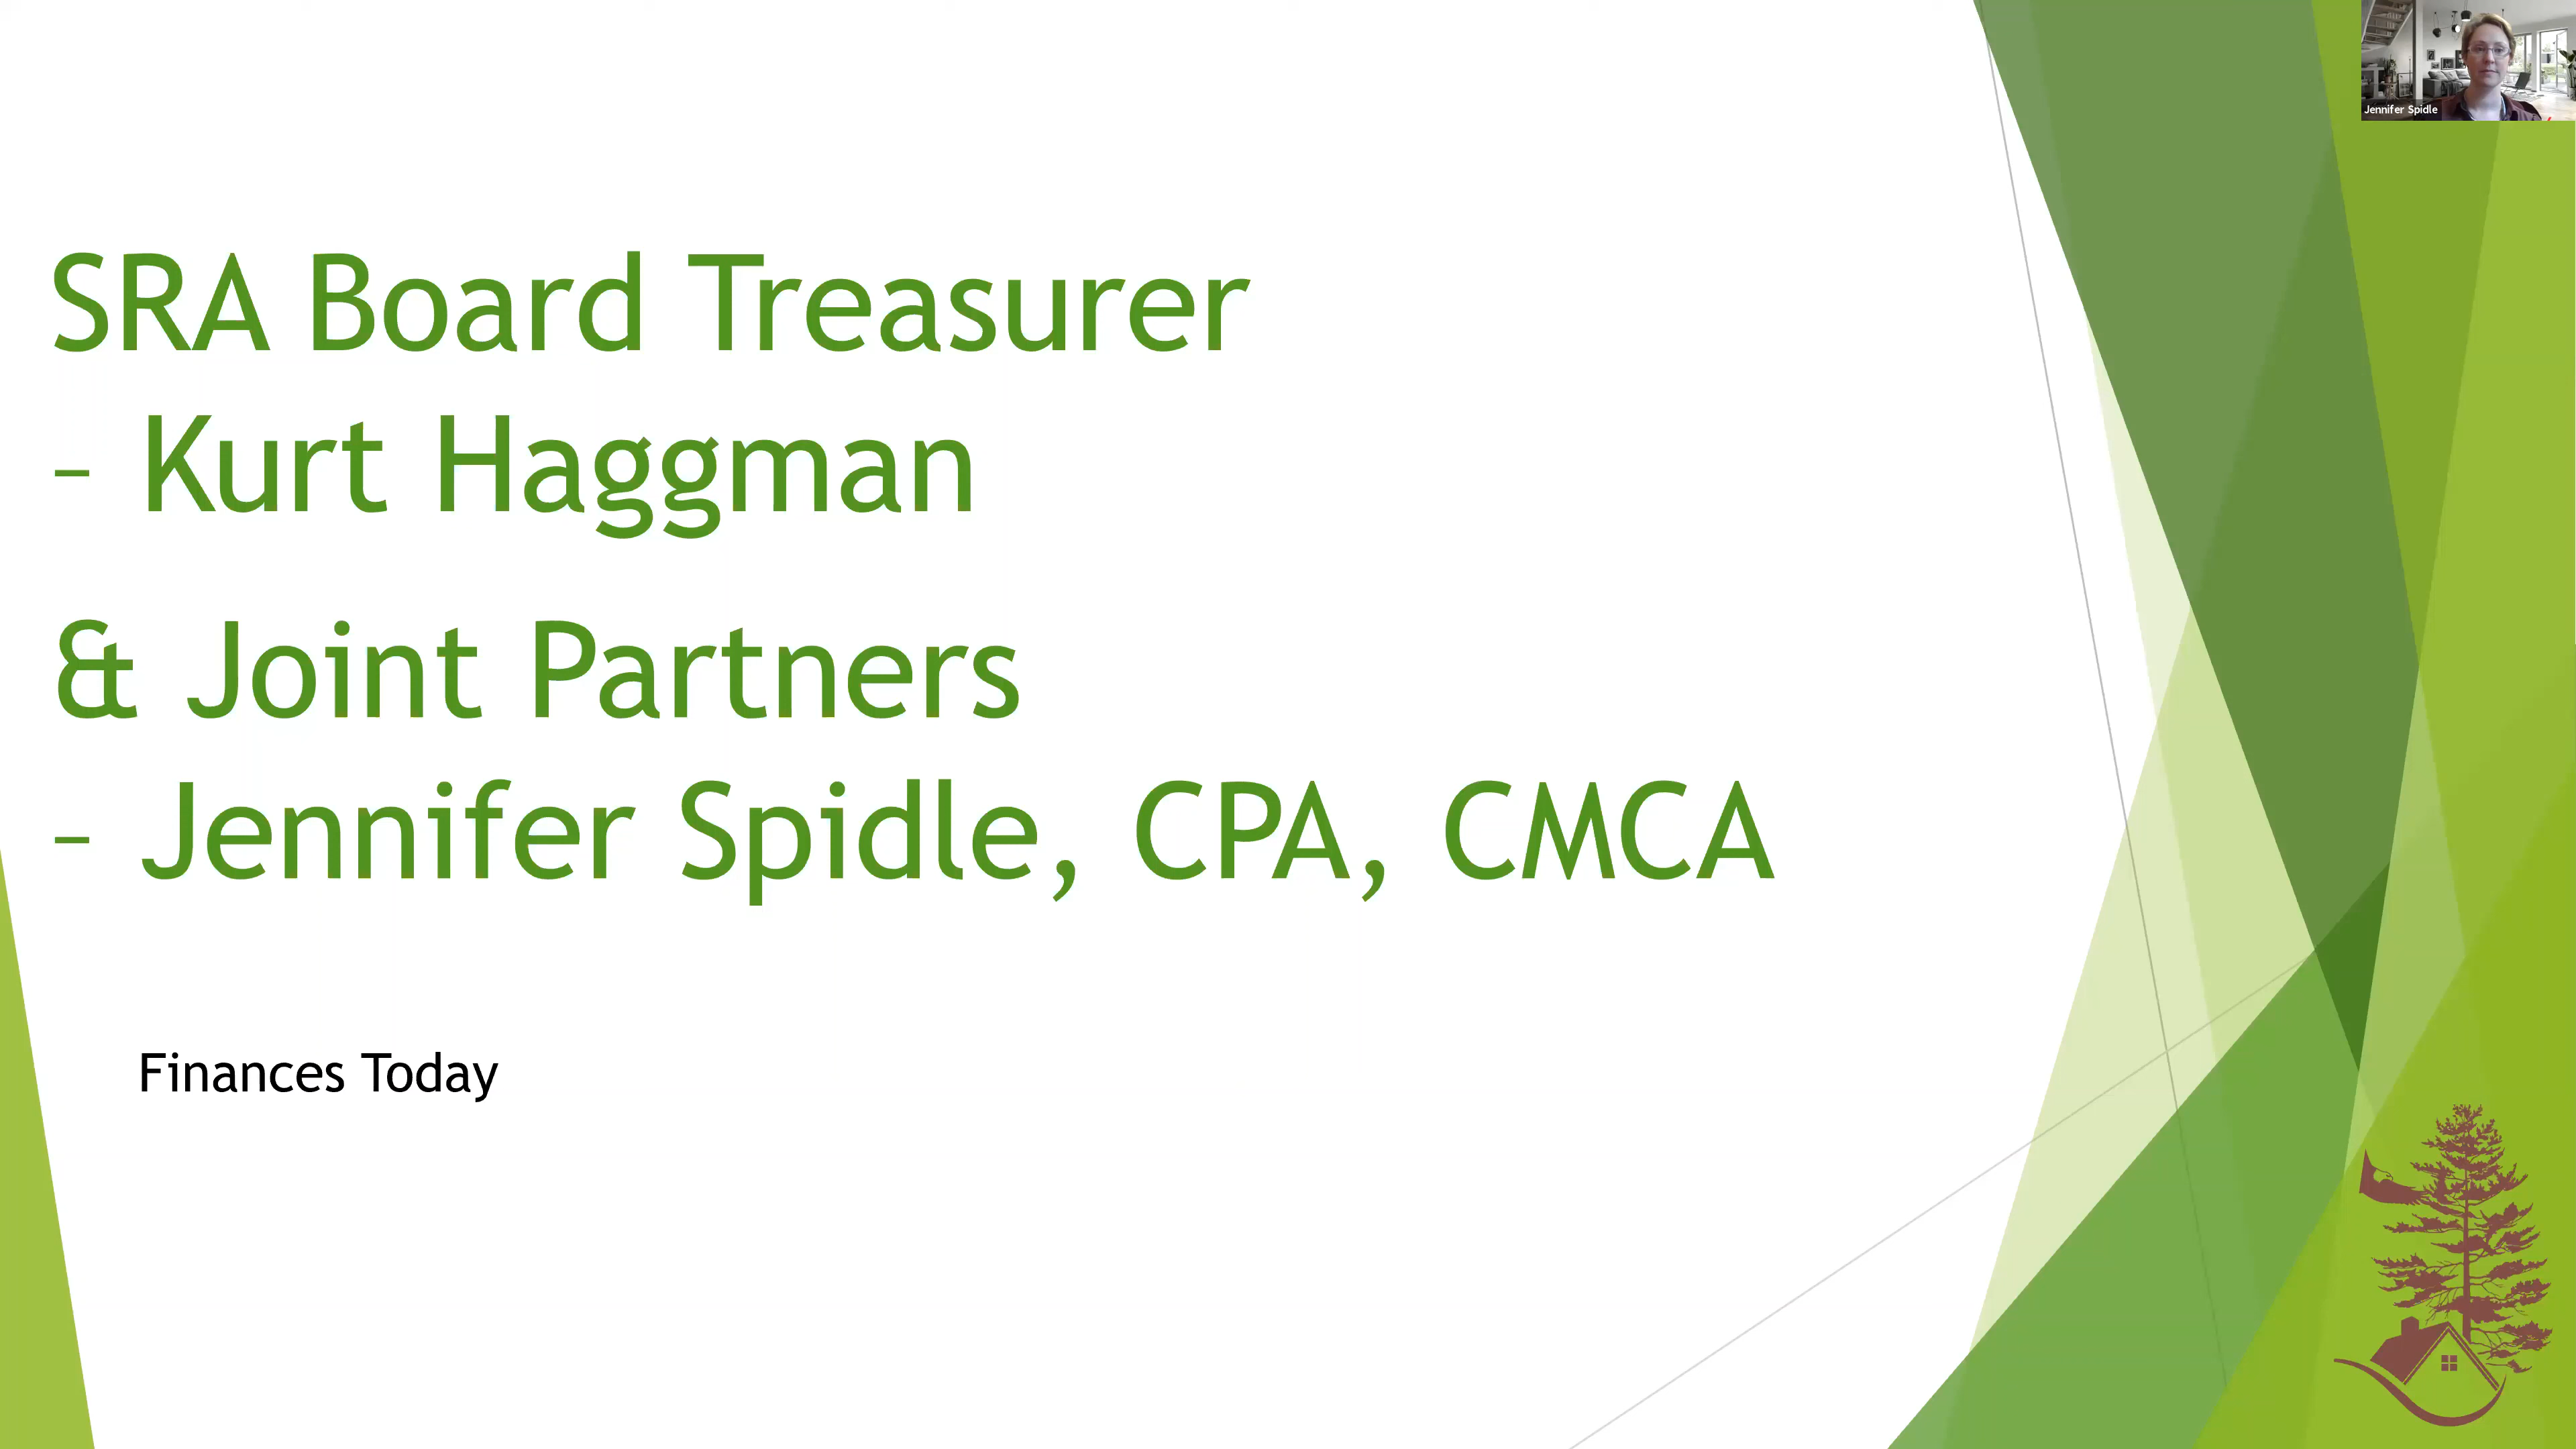 Jennifer Spidle
SRA Board Treasurer
– Kurt Haggman
& Joint Partners
– Jennifer Spidle, CPA, CMCA
Finances Today